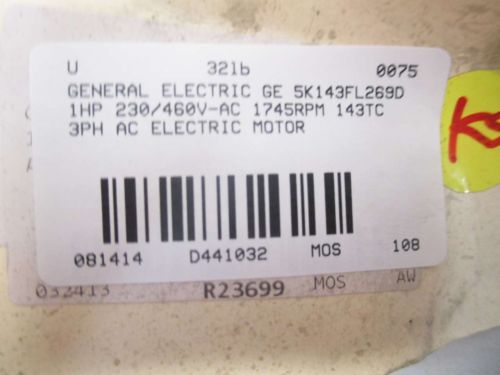 U 321b 0075
GENERAL ELECTRIC GE 5K143FL269D
1HP 230/460V-AC 1745RPM 143TC
3PH AC ELECTRIC MOTOR
081414 D441032 MOS 108
032413 R23699 MOS AW